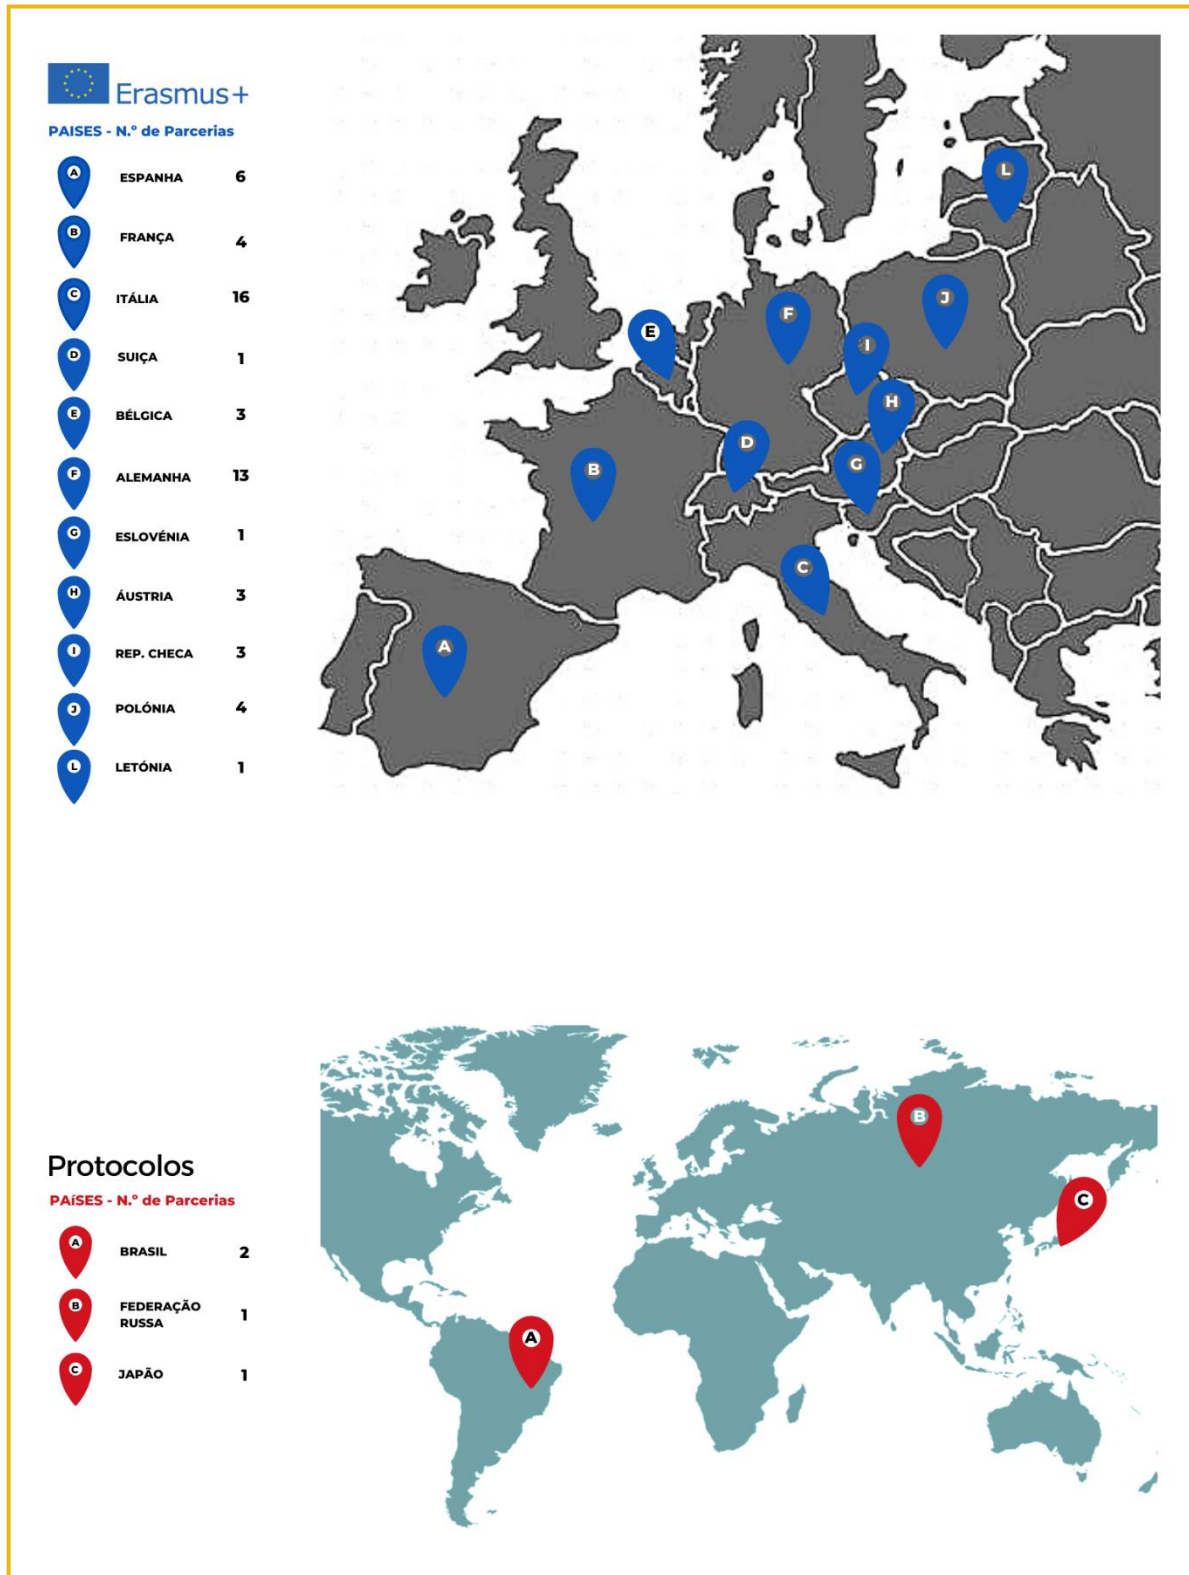 Erasmus+
PAISES - N.º de Parcerias
A ESPANHA 6
B FRANÇA 4
C ITÁLIA 16
D SUIÇA 1
E BÉLGICA 3
F ALEMANHA 13
G ESLOVÉNIA 1
H ÁUSTRIA 3
I REP. CHECA 3
J POLÓNIA 4
L LETÓNIA 1
L
J
F
E
I
H
D
G
B
C
A
Protocolos
PAíSES - N.º de Parcerias
A BRASIL 2
B FEDERAÇÃO
RUSSA 1
C JAPÃO 1
B
C
A